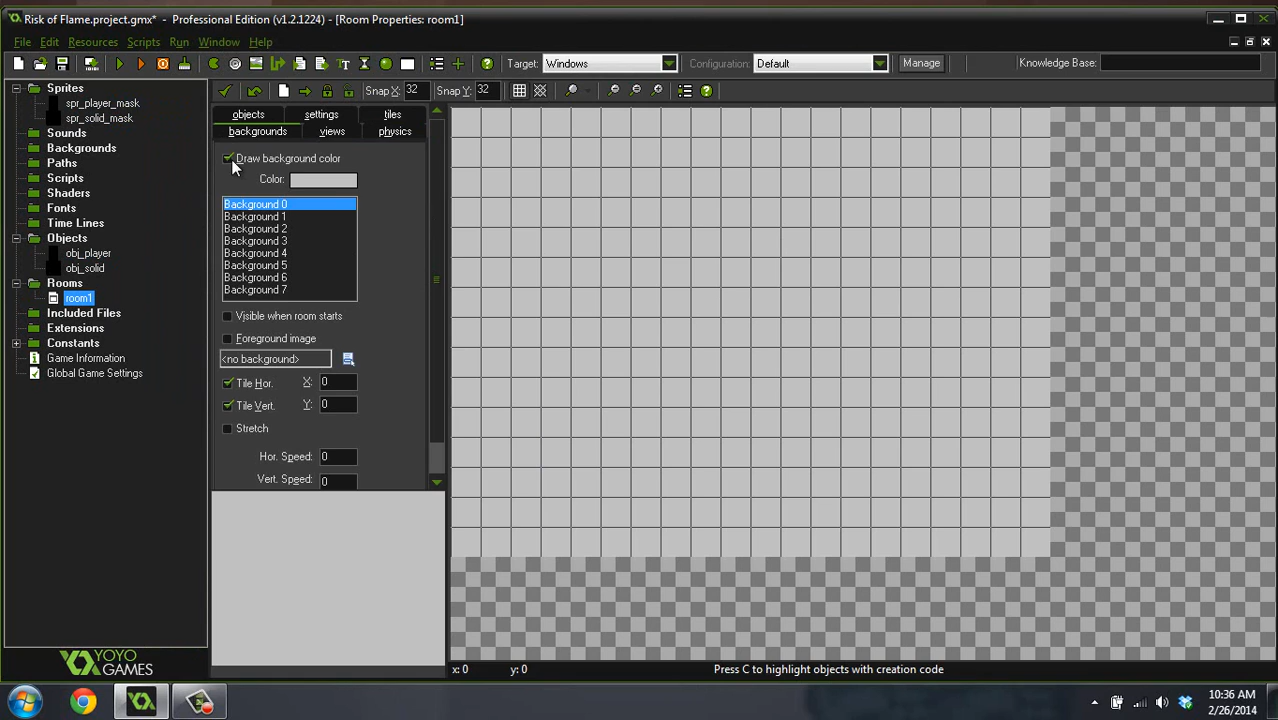 Risk of Flame.project.gmx* - Professional Edition (v1.2.1224) - [Room Properties: room1]
File Edit Resources Scripts Run Window Help
Target: Windows Configuration: Default Manage Knowledge Base:
Snap X: 32 Snap Y: 32
Sprites
spr_player_mask
spr_solid_mask
Sounds
Backgrounds
Paths
Scripts
Shaders
Fonts
Time Lines
Objects
obj_player
obj_solid
Rooms
room1
Included Files
Extensions
Constants
Game Information
Global Game Settings
YOYO
GAMES
objects settings tiles
backgrounds views physics
Draw background color
Color:
Background 0
Background 1
Background 2
Background 3
Background 4
Background 5
Background 6
Background 7
Visible when room starts
Foreground image
<no background>
Tile Hor. X: 0
Tile Vert. Y: 0
Stretch
Hor. Speed: 0
Vert. Speed: 0
x: 0 y: 0 Press C to highlight objects with creation code
10:36 AM
2/26/2014